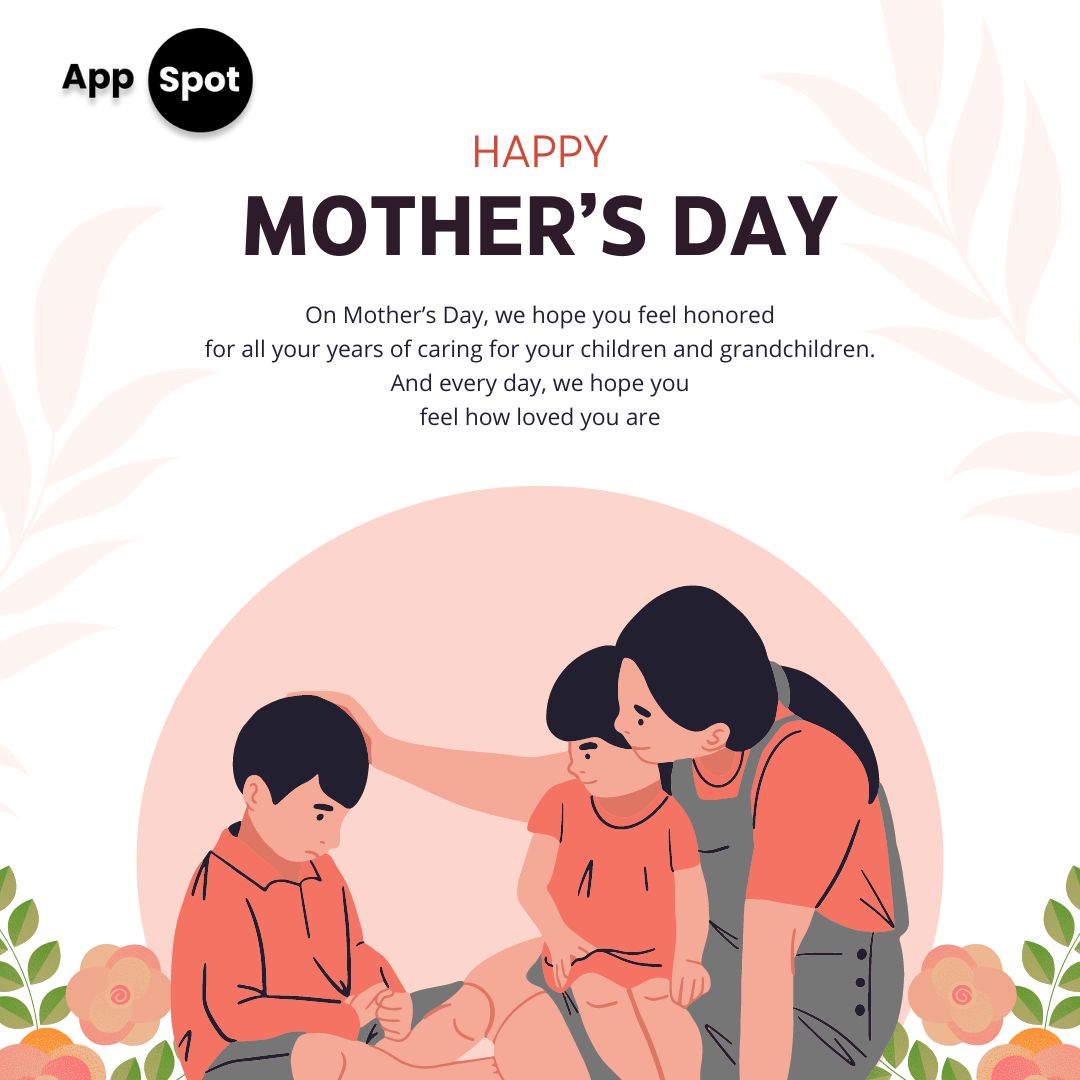 App Spot
HAPPY
MOTHER’S DAY
On Mother’s Day, we hope you feel honored
for all your years of caring for your children and grandchildren.
And every day, we hope you
feel how loved you are